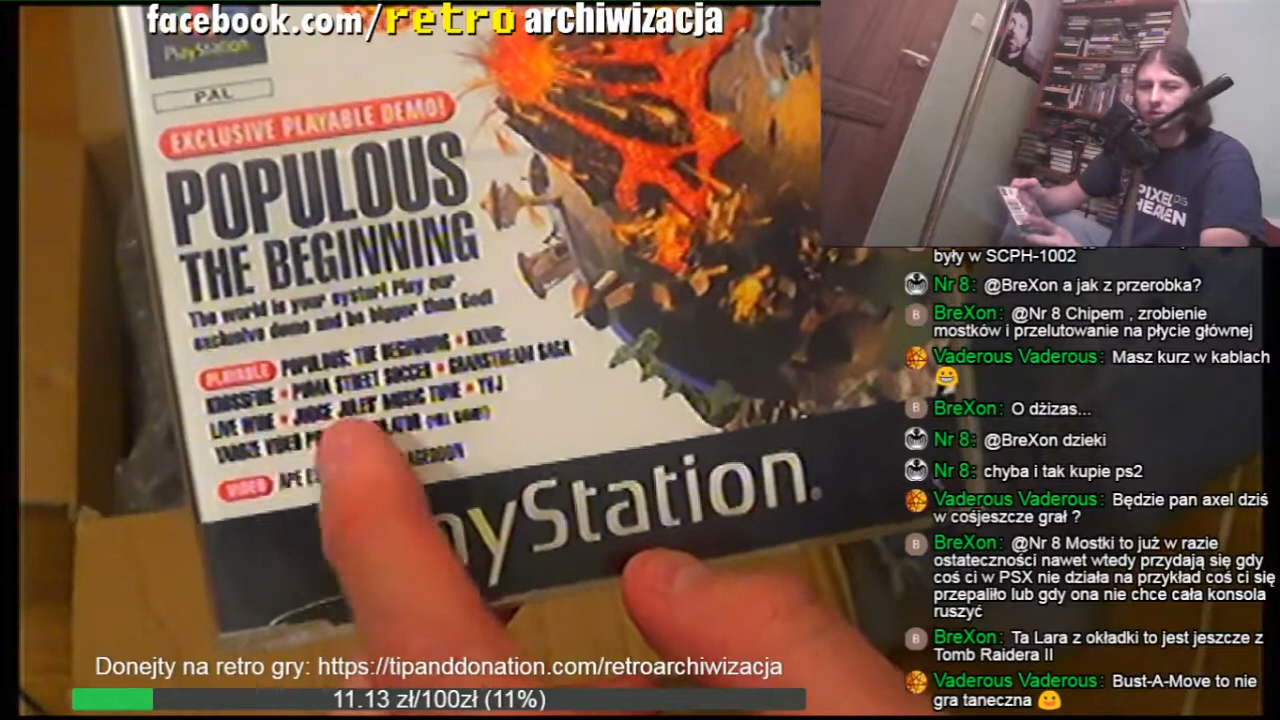 facebook.com/retro archiwizacja
PlayStation
PAL
EXCLUSIVE PLAYABLE DEMO!
POPULOUS
THE BEGINNING
The world is your oyster! Play our
exclusive demo and be bigger than God!
PLAYABLE POPULOUS: THE BEGINNING • KKND:
KROSSFIRE • PUMA STREET SOCCER • GRANSTREAM SAGA
LIVE WIRE • JUDGE JULES' MUSIC TUNE •
VIDEO APE
PlayStation
PIXEL
HEAVEN
były w SCPH-1002
Nr 8: @BreXon a jak z przerobka?
BreXon: @Nr 8 Chipem , zrobienie
mostków i przelutowanie na płycie głównej
Vaderous Vaderous: Masz kurz w kablach
😀
BreXon: O dżizas...
Nr 8: @BreXon dzieki
Nr 8: chyba i tak kupie ps2
Vaderous Vaderous: Będzie pan axel dziś
w cośjeszcze grał ?
BreXon: @Nr 8 Mostki to już w razie
ostateczności nawet wtedy przydają się gdy
coś ci w PSX nie działa na przykład coś ci się
przepaliło lub gdy ona nie chce cała konsola
ruszyć
BreXon: Ta Lara z okładki to jest jeszcze z
Tomb Raidera II
Vaderous Vaderous: Bust-A-Move to nie
gra taneczna
Donejty na retro gry: https://tipanddonation.com/retroarchiwizacja
11.13 zł/100zł (11%)